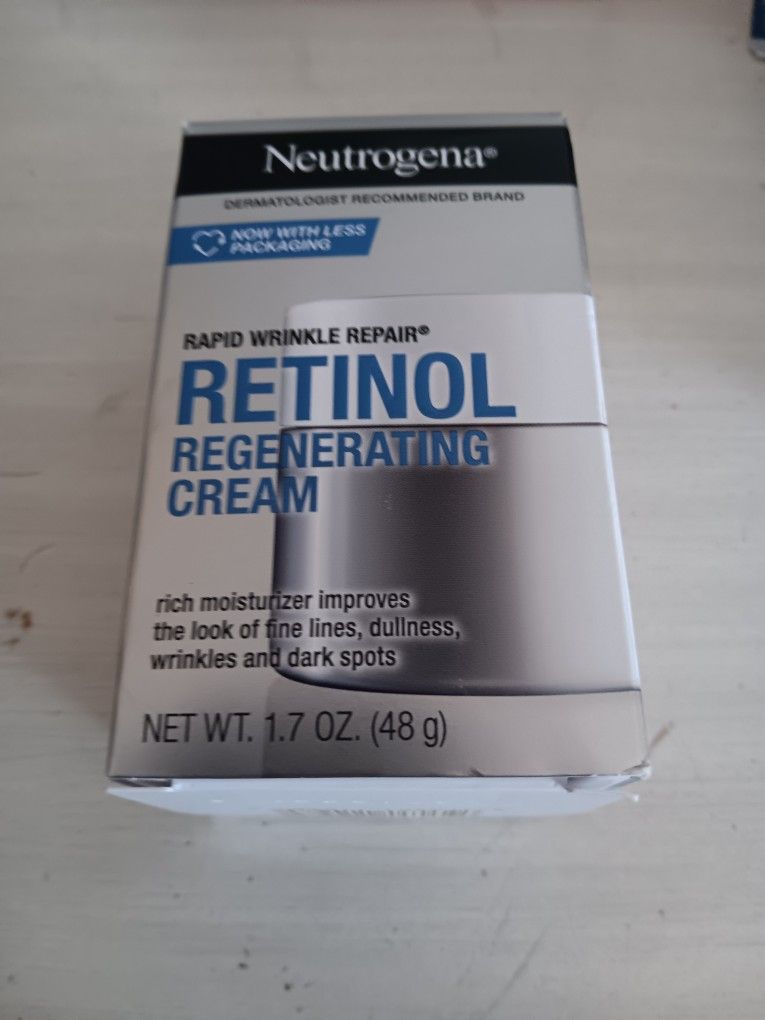 Neutrogena®
DERMATOLOGIST RECOMMENDED BRAND
NOW WITH LESS
PACKAGING
RAPID WRINKLE REPAIR®
RETINOL
REGENERATING
CREAM
rich moisturizer improves
the look of fine lines, dullness,
wrinkles and dark spots
NET WT. 1.7 OZ. (48 g)